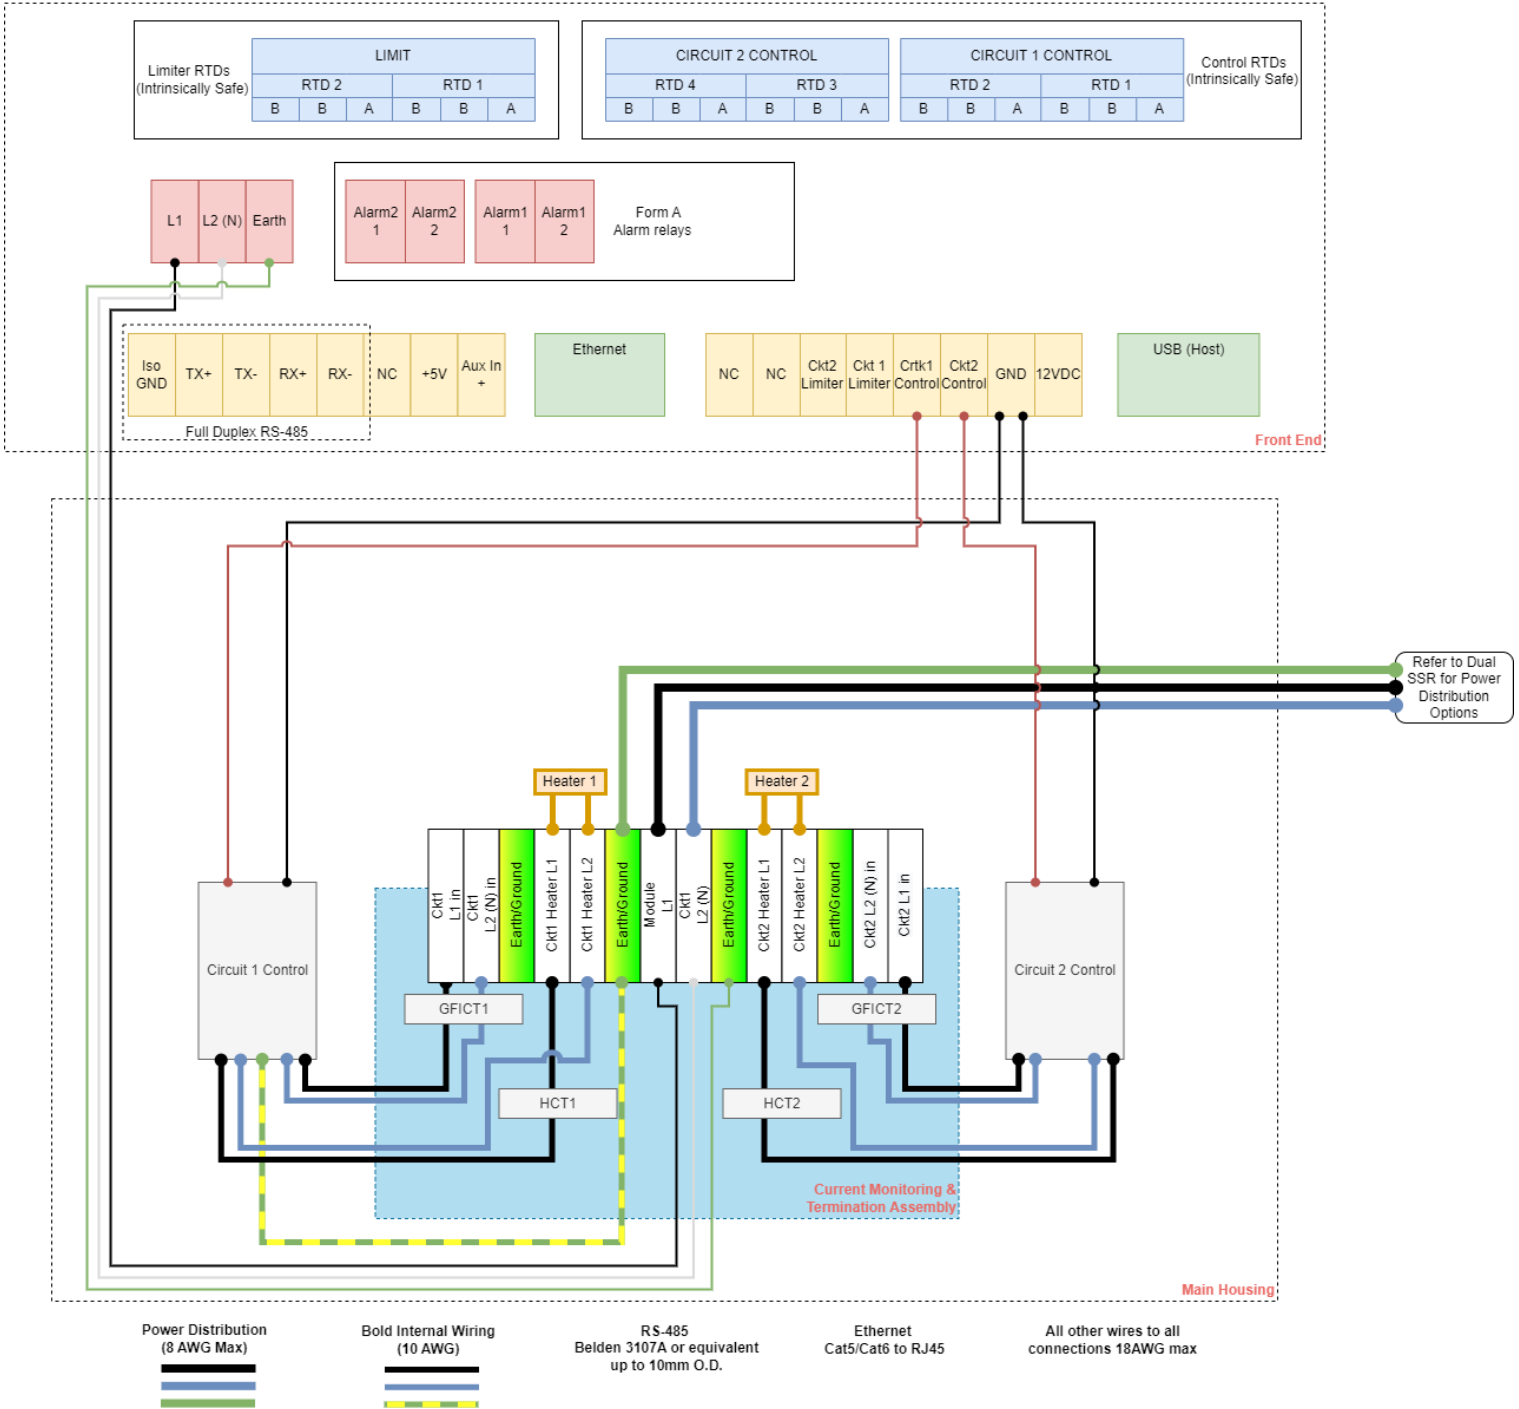 Limiter RTDs
(Intrinsically Safe)
LIMIT
RTD 2 RTD 1
B B A B B A
CIRCUIT 2 CONTROL
RTD 4 RTD 3
B B A B B A
CIRCUIT 1 CONTROL
RTD 2 RTD 1
B B A B B A
Control RTDs
(Intrinsically Safe)
L1 L2 (N) Earth
Alarm2
1
Alarm2
2
Alarm1
1
Alarm1
2
Form A
Alarm relays
Iso
GND
TX+
TX-
RX+
RX-
NC
+5V
Aux In
+
Full Duplex RS-485
Ethernet
NC
NC
Ckt2
Limiter
Ckt 1
Limiter
Crtk1
Control
Ckt2
Control
GND
12VDC
USB (Host)
Front End
Refer to Dual
SSR for Power
Distribution
Options
Heater 1
Heater 2
Ckt1
L1 in
Ckt1
L2 (N) in
Earth/Ground
Ckt1 Heater L1
Ckt1 Heater L2
Earth/Ground
Module
L1
Ckt1
L2 (N)
Earth/Ground
Ckt2 Heater L1
Ckt2 Heater L2
Earth/Ground
Ckt2 L2 (N) in
Ckt2 L1 in
Circuit 1 Control
Circuit 2 Control
GFICT1
GFICT2
HCT1
HCT2
Current Monitoring &
Termination Assembly
Main Housing
Power Distribution
(8 AWG Max)
Bold Internal Wiring
(10 AWG)
RS-485
Belden 3107A or equivalent
up to 10mm O.D.
Ethernet
Cat5/Cat6 to RJ45
All other wires to all
connections 18AWG max